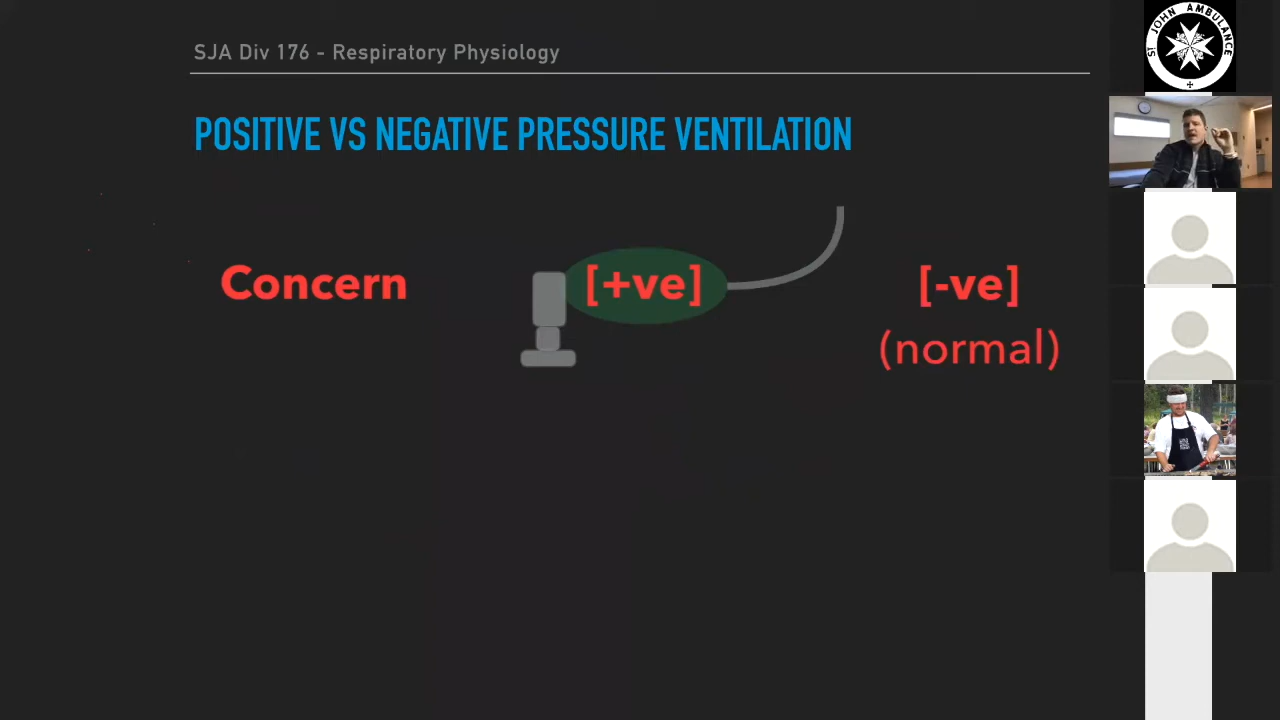 SJA Div 176 - Respiratory Physiology
POSITIVE VS NEGATIVE PRESSURE VENTILATION
Concern [+ve] [-ve]
(normal)
ST JOHN AMBULANCE